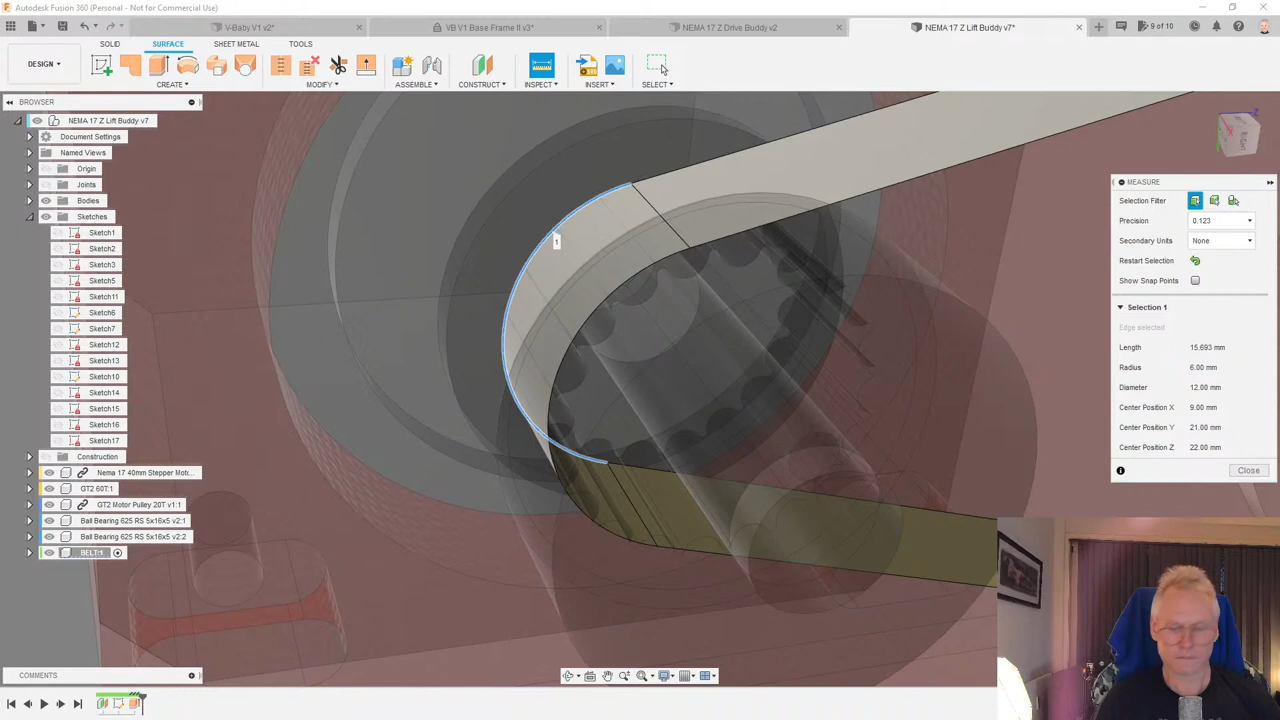 Autodesk Fusion 360 (Personal - Not for Commercial Use)
V-Baby V1 v2*
VB V1 Base Frame II v3*
NEMA 17 Z Drive Buddy v2
NEMA 17 Z Lift Buddy v7*
9 of 10
SOLID
SURFACE
SHEET METAL
TOOLS
DESIGN
CREATE
MODIFY
ASSEMBLE
CONSTRUCT
INSPECT
INSERT
SELECT
BROWSER
NEMA 17 Z Lift Buddy v7
Document Settings
Named Views
Origin
Joints
Bodies
Sketches
Sketch1
Sketch2
Sketch3
Sketch5
Sketch11
Sketch6
Sketch7
Sketch12
Sketch13
Sketch10
Sketch14
Sketch15
Sketch16
Sketch17
Construction
Nema 17 40mm Stepper Mot...
GT2 60T:1
GT2 Motor Pulley 20T v1:1
Ball Bearing 625 RS 5x16x5 v2:1
Ball Bearing 625 RS 5x16x5 v2:2
BELT:1
COMMENTS
1
Z
X
RIGHT
MEASURE
Selection Filter
Precision 0.123
Secondary Units None
Restart Selection
Show Snap Points
Selection 1
Edge selected
Length 15.693 mm
Radius 6.00 mm
Diameter 12.00 mm
Center Position X 9.00 mm
Center Position Y 21.00 mm
Center Position Z 22.00 mm
Close